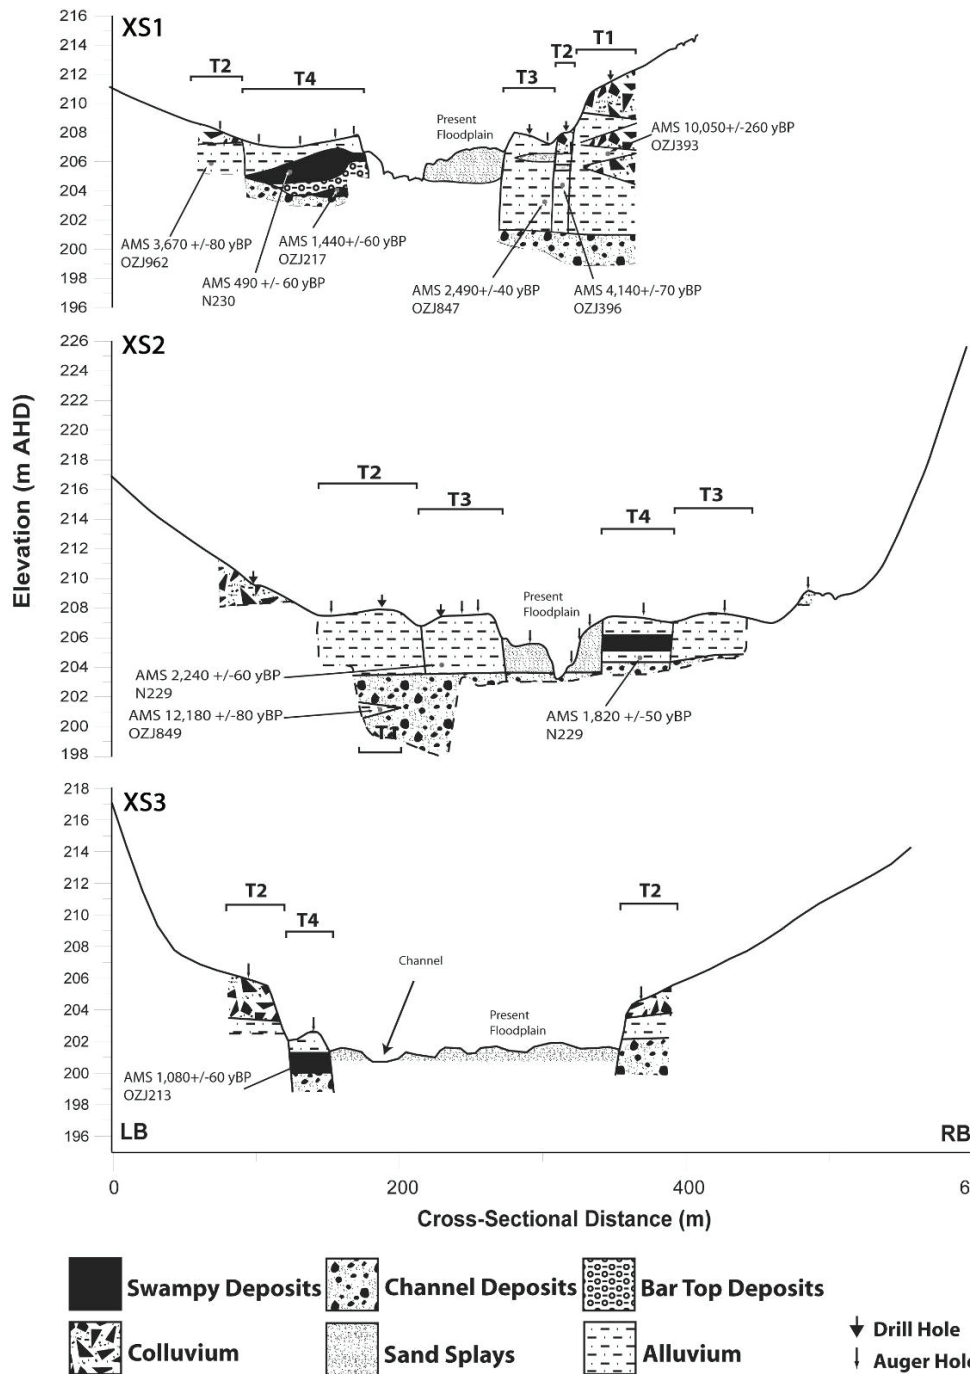 XS1
216
214
212
210
208
206
204
202
200
198
196
T2
T4
T3
T2
T1
Present
Floodplain
AMS 10,050+/-260 yBP
OZJ393
AMS 3,670 +/-80 yBP
OZJ962
AMS 1,440+/-60 yBP
OZJ217
AMS 490 +/- 60 yBP
N230
AMS 2,490+/-40 yBP
OZJ847
AMS 4,140+/-70 yBP
OZJ396
XS2
226
224
222
220
218
216
214
212
210
208
206
204
202
200
198
Elevation (m AHD)
T2
T3
T4
T3
Present
Floodplain
AMS 2,240 +/-60 yBP
N229
AMS 12,180 +/-80 yBP
OZJ849
T1
AMS 1,820 +/-50 yBP
N229
XS3
218
216
214
212
210
208
206
204
202
200
198
196
T2
T4
T2
Channel
Present
Floodplain
AMS 1,080+/-60 yBP
OZJ213
LB
RB
0
200
400
6
Cross-Sectional Distance (m)
Swampy Deposits
Channel Deposits
Bar Top Deposits
Colluvium
Sand Splays
Alluvium
Drill Hole
Auger Hole